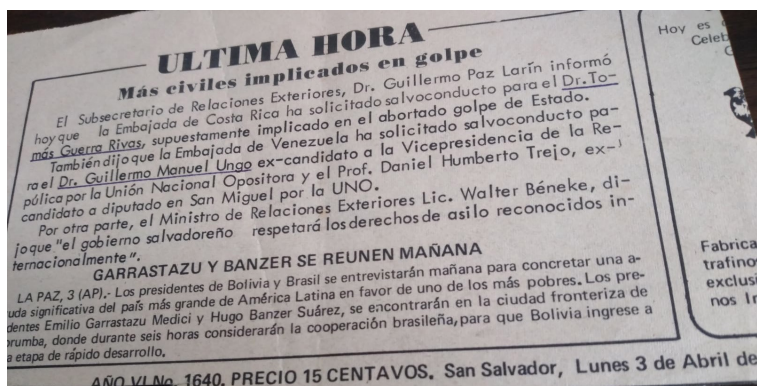 ULTIMA HORA
Más civiles implicados en golpe
El Subsecretario de Relaciones Exteriores, Dr. Guillermo Paz Larín informó
hoy que la Embajada de Costa Rica ha solicitado salvoconducto para el Dr. To-
más Guerra Rivas, supuestamente implicado en el abortado golpe de Estado.
También dijo que la Embajada de Venezuela ha solicitado salvoconducto pa-
ra el Dr. Guillermo Manuel Ungo ex-candidato a la Vicepresidencia de la Re-
pública por la Unión Nacional Opositora y el Prof. Daniel Humberto Trejo, ex-
candidato a diputado en San Miguel por la UNO.
Por otra parte, el Ministro de Relaciones Exteriores Lic. Walter Béneke, di-
jo que "el gobierno salvadoreño respetará los derechos de asilo reconocidos in-
ternacionalmente".
GARRASTAZU Y BANZER SE REUNEN MAÑANA
LA PAZ, 3 (AP).- Los presidentes de Bolivia y Brasil se entrevistarán mañana para concretar una a-
uda significativa del país más grande de América Latina en favor de uno de los más pobres. Los pre-
dentes Emilio Garrastazu Medici y Hugo Banzer Suárez, se encontrarán en la ciudad fronteriza de
orumba, donde durante seis horas considerarán la cooperación brasileña, para que Bolivia ingrese a
a etapa de rápido desarrollo.
AÑO VI No. 1640. PRECIO 15 CENTAVOS. San Salvador, Lunes 3 de Abril de
Hoy es
Celeb
Fabrica
trafino
exclusi
nos